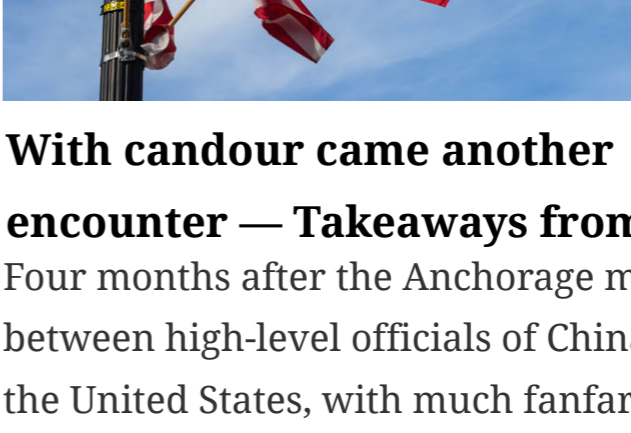 With candour came another
encounter — Takeaways from
Four months after the Anchorage
between high-level officials of China
the United States, with much